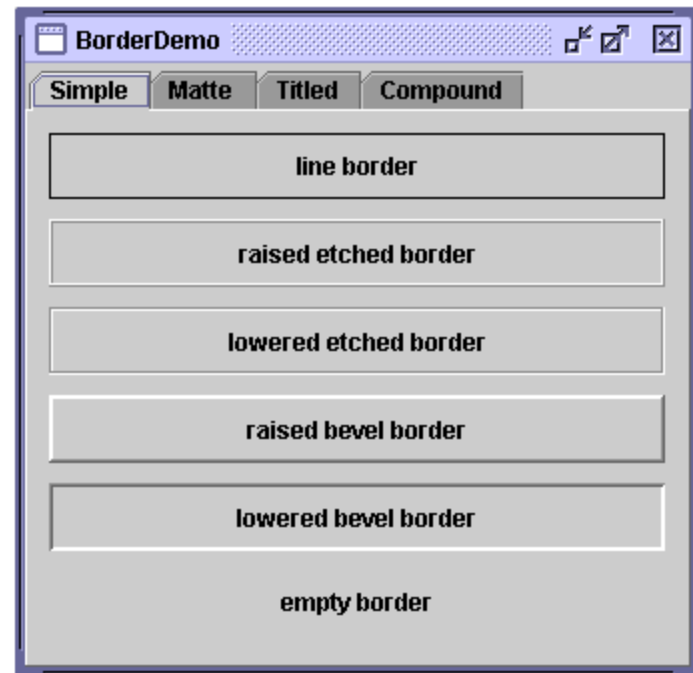 BorderDemo
Simple Matte Titled Compound
line border
raised etched border
lowered etched border
raised bevel border
lowered bevel border
empty border